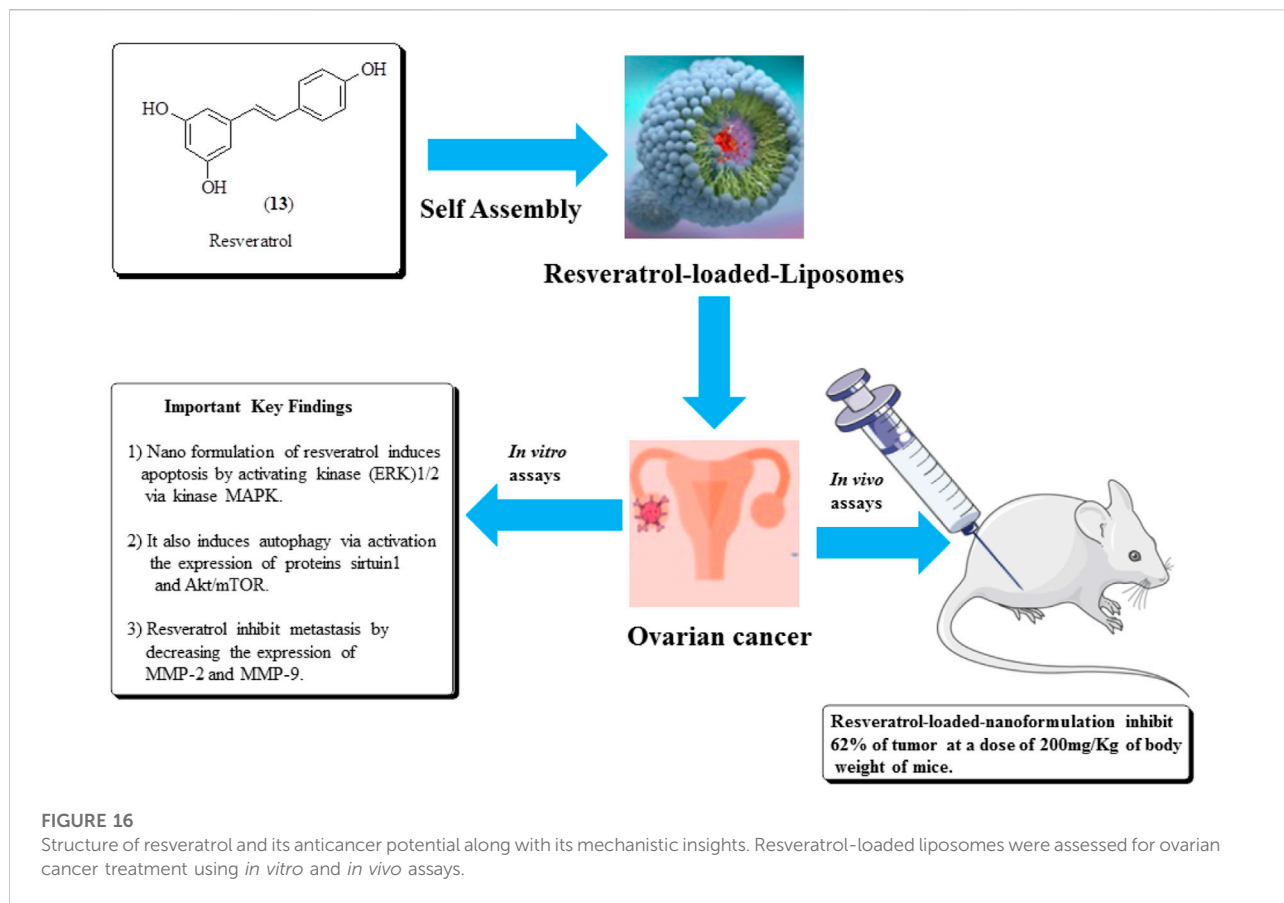 OH
HO
OH
(13)
Resveratrol
Self Assembly
Resveratrol-loaded-Liposomes
Important Key Findings
1) Nano formulation of resveratrol induces
apoptosis by activating kinase (ERK)1/2
via kinase MAPK.
2) It also induces autophagy via activation
the expression of proteins sirtuin1
and Akt/mTOR.
3) Resveratrol inhibit metastasis by
decreasing the expression of
MMP-2 and MMP-9.
In vitro
assays
In vivo
assays
Ovarian cancer
Resveratrol-loaded-nanoformulation inhibit
62% of tumor at a dose of 200mg/Kg of body
weight of mice.
FIGURE 16
Structure of resveratrol and its anticancer potential along with its mechanistic insights. Resveratrol-loaded liposomes were assessed for ovarian
cancer treatment using in vitro and in vivo assays.